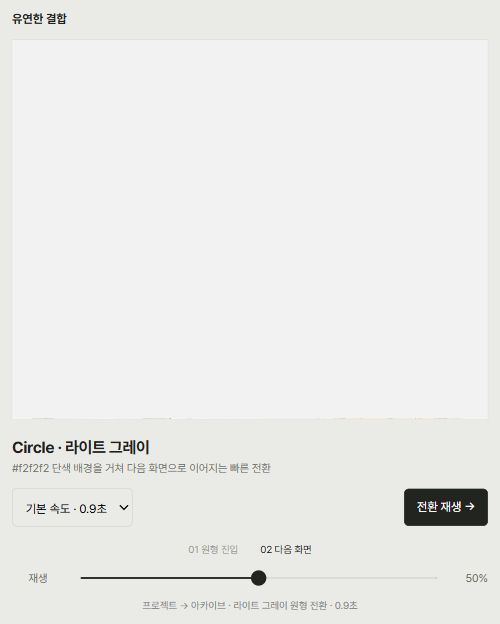 유연한 결합
Circle · 라이트 그레이
#f2f2f2 단색 배경을 거쳐 다음 화면으로 이어지는 빠른 전환
기본 속도 · 0.9초
전환 재생 →
01 원형 진입 02 다음 화면
재생 50%
프로젝트 → 아카이브 · 라이트 그레이 원형 전환 · 0.9초